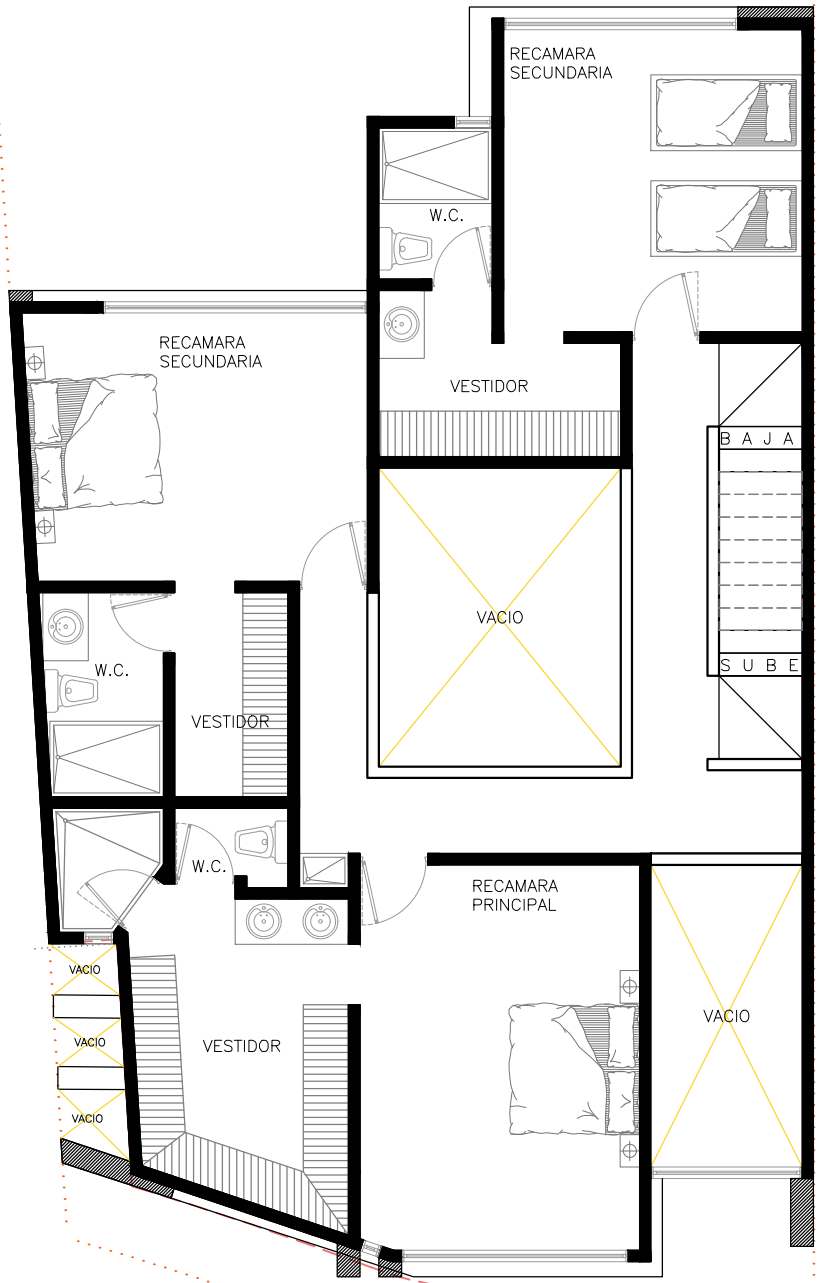 RECAMARA
SECUNDARIA
W.C.
RECAMARA
SECUNDARIA
VESTIDOR
BAJA
VACIO
SUBE
W.C.
VESTIDOR
W.C.
RECAMARA
PRINCIPAL
VACIO
VACIO
VACIO
VESTIDOR
VACIO